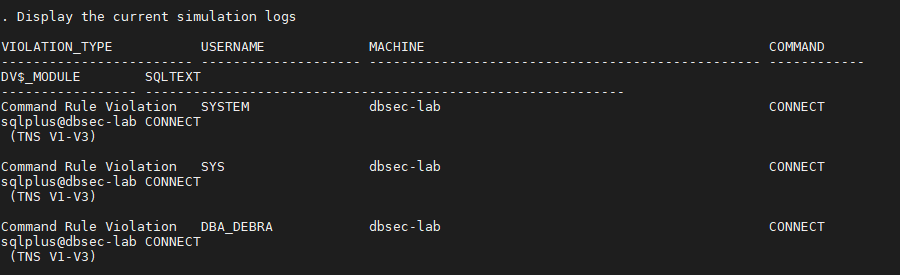 . Display the current simulation logs
VIOLATION_TYPE USERNAME MACHINE COMMAND
------------------------ -------------------- ------------------------------------------------- ------------
DV$_MODULE SQLTEXT
----------------- ------------------------------------------------------------
Command Rule Violation SYSTEM dbsec-lab CONNECT
sqlplus@dbsec-lab CONNECT
(TNS V1-V3)
Command Rule Violation SYS dbsec-lab CONNECT
sqlplus@dbsec-lab CONNECT
(TNS V1-V3)
Command Rule Violation DBA_DEBRA dbsec-lab CONNECT
sqlplus@dbsec-lab CONNECT
(TNS V1-V3)